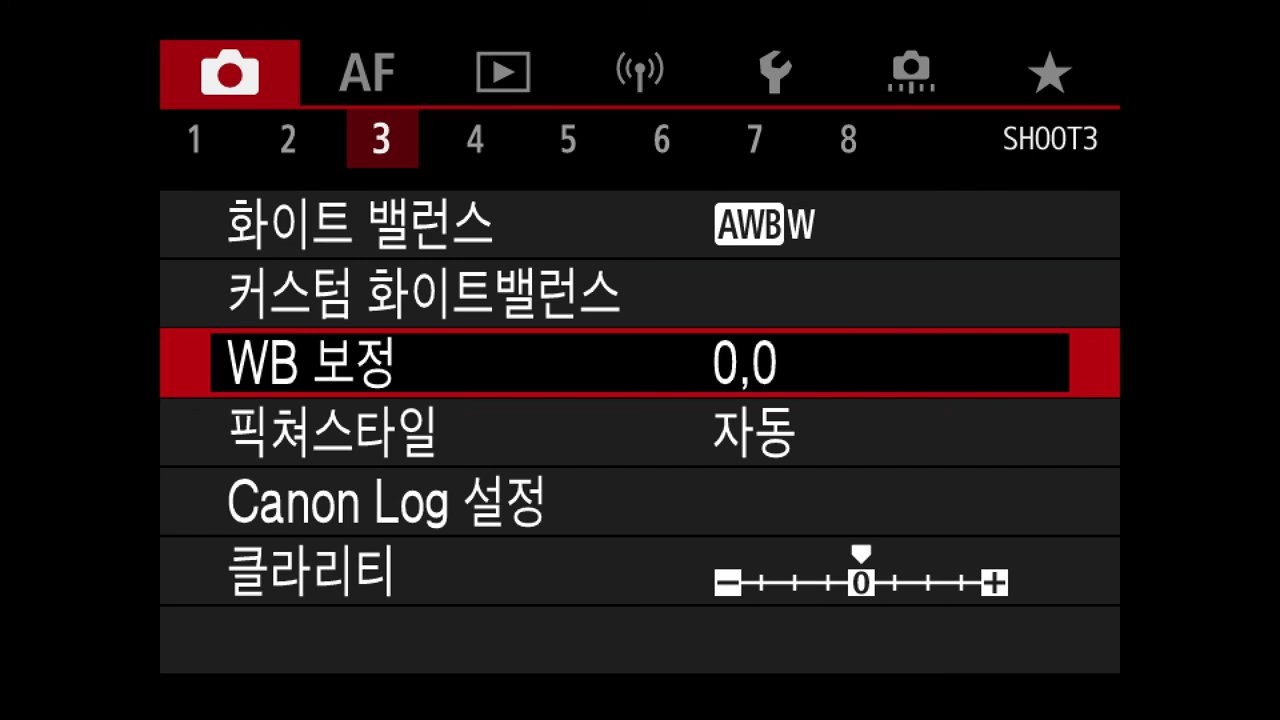 AF
1 2 3 4 5 6 7 8 SHOOT3
화이트 밸런스 AWB W
커스텀 화이트밸런스
WB 보정 0,0
픽쳐스타일 자동
Canon Log 설정
클라리티 − 0 +